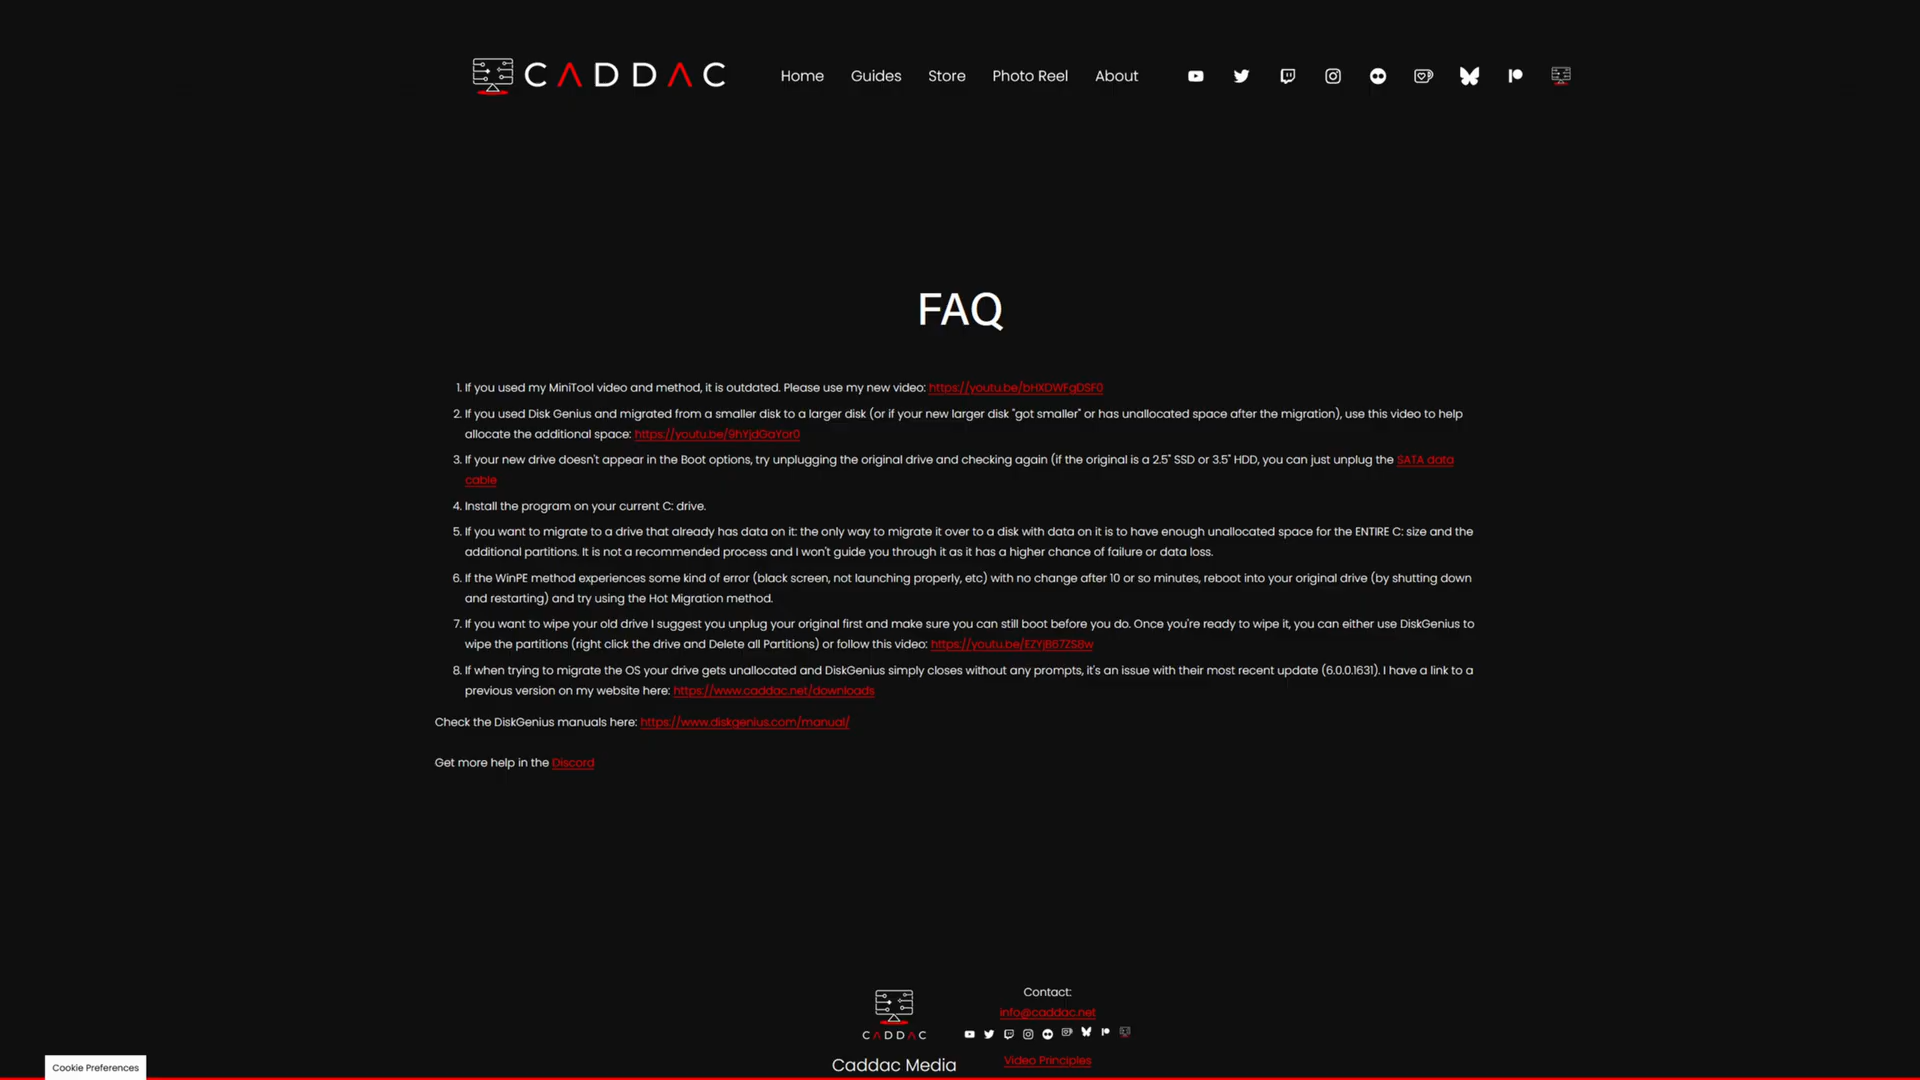 CADDAC
Home Guides Store Photo Reel About
FAQ
1. If you used my MiniTool video and method, it is outdated. Please use my new video: https://youtu.be/bHXDWFgDSF0
2. If you used Disk Genius and migrated from a smaller disk to a larger disk (or if your new larger disk "got smaller" or has unallocated space after the migration), use this video to help
allocate the additional space: https://youtu.be/9hYjdGaYor0
3. If your new drive doesn't appear in the Boot options, try unplugging the original drive and checking again (if the original is a 2.5" SSD or 3.5" HDD, you can just unplug the SATA data
cable
4. Install the program on your current C: drive.
5. If you want to migrate to a drive that already has data on it: the only way to migrate it over to a disk with data on it is to have enough unallocated space for the ENTIRE C: size and the
additional partitions. It is not a recommended process and I won't guide you through it as it has a higher chance of failure or data loss.
6. If the WinPE method experiences some kind of error (black screen, not launching properly, etc) with no change after 10 or so minutes, reboot into your original drive (by shutting down
and restarting) and try using the Hot Migration method.
7. If you want to wipe your old drive I suggest you unplug your original first and make sure you can still boot before you do. Once you're ready to wipe it, you can either use DiskGenius to
wipe the partitions (right click the drive and Delete all Partitions) or follow this video: https://youtu.be/EZYjB67ZSBw
8. If when trying to migrate the OS your drive gets unallocated and DiskGenius simply closes without any prompts, it's an issue with their most recent update (6.0.0.1631). I have a link to a
previous version on my website here: https://www.caddac.net/downloads
Check the DiskGenius manuals here: https://www.diskgenius.com/manual/
Get more help in the Discord
CADDAC
Caddac Media
Contact:
info@caddac.net
Video Principles
Cookie Preferences